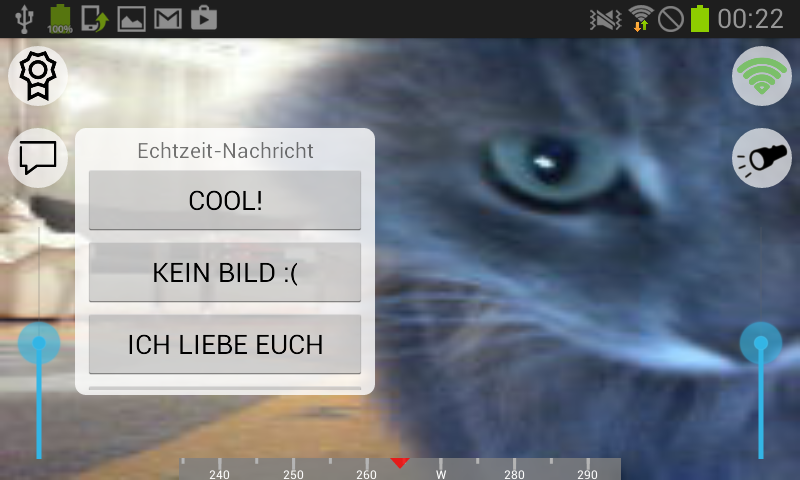 100%
00:22
Echtzeit-Nachricht
COOL!
KEIN BILD :(
ICH LIEBE EUCH
240 250 260 W 280 290